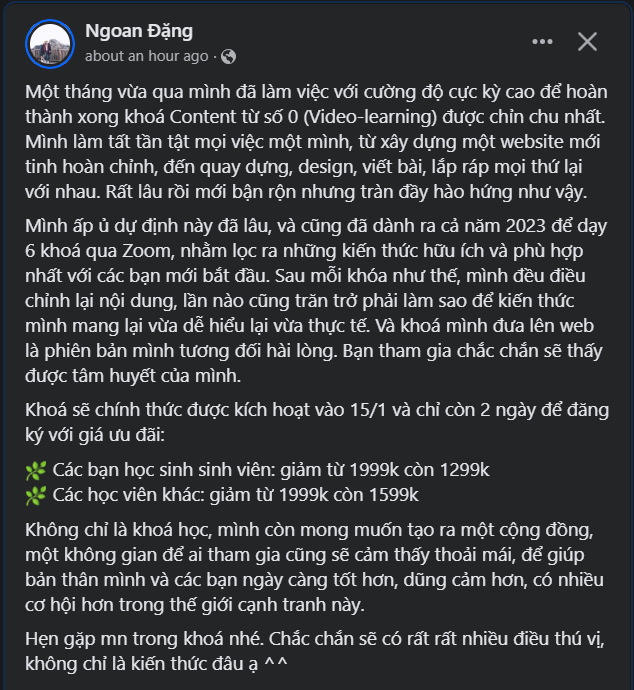 Ngoan Đặng
about an hour ago ·
Một tháng vừa qua mình đã làm việc với cường độ cực kỳ cao để hoàn
thành xong khoá Content từ số 0 (Video-learning) được chỉn chu nhất.
Mình làm tất tần tật mọi việc một mình, từ xây dựng một website mới
tinh hoàn chỉnh, đến quay dựng, design, viết bài, lắp ráp mọi thứ lại
với nhau. Rất lâu rồi mới bận rộn nhưng tràn đầy hào hứng như vậy.
Mình ấp ủ dự định này đã lâu, và cũng đã dành ra cả năm 2023 để dạy
6 khoá qua Zoom, nhằm lọc ra những kiến thức hữu ích và phù hợp
nhất với các bạn mới bắt đầu. Sau mỗi khóa như thế, mình đều điều
chỉnh lại nội dung, lần nào cũng trăn trở phải làm sao để kiến thức
mình mang lại vừa dễ hiểu lại vừa thực tế. Và khoá mình đưa lên web
là phiên bản mình tương đối hài lòng. Bạn tham gia chắc chắn sẽ thấy
được tâm huyết của mình.
Khoá sẽ chính thức được kích hoạt vào 15/1 và chỉ còn 2 ngày để đăng
ký với giá ưu đãi:
🌿 Các bạn học sinh sinh viên: giảm từ 1999k còn 1299k
🌿 Các học viên khác: giảm từ 1999k còn 1599k
Không chỉ là khoá học, mình còn mong muốn tạo ra một cộng đồng,
một không gian để ai tham gia cũng sẽ cảm thấy thoải mái, để giúp
bản thân mình và các bạn ngày càng tốt hơn, dũng cảm hơn, có nhiều
cơ hội hơn trong thế giới cạnh tranh này.
Hẹn gặp mn trong khoá nhé. Chắc chắn sẽ có rất rất nhiều điều thú vị,
không chỉ là kiến thức đâu ạ ^^